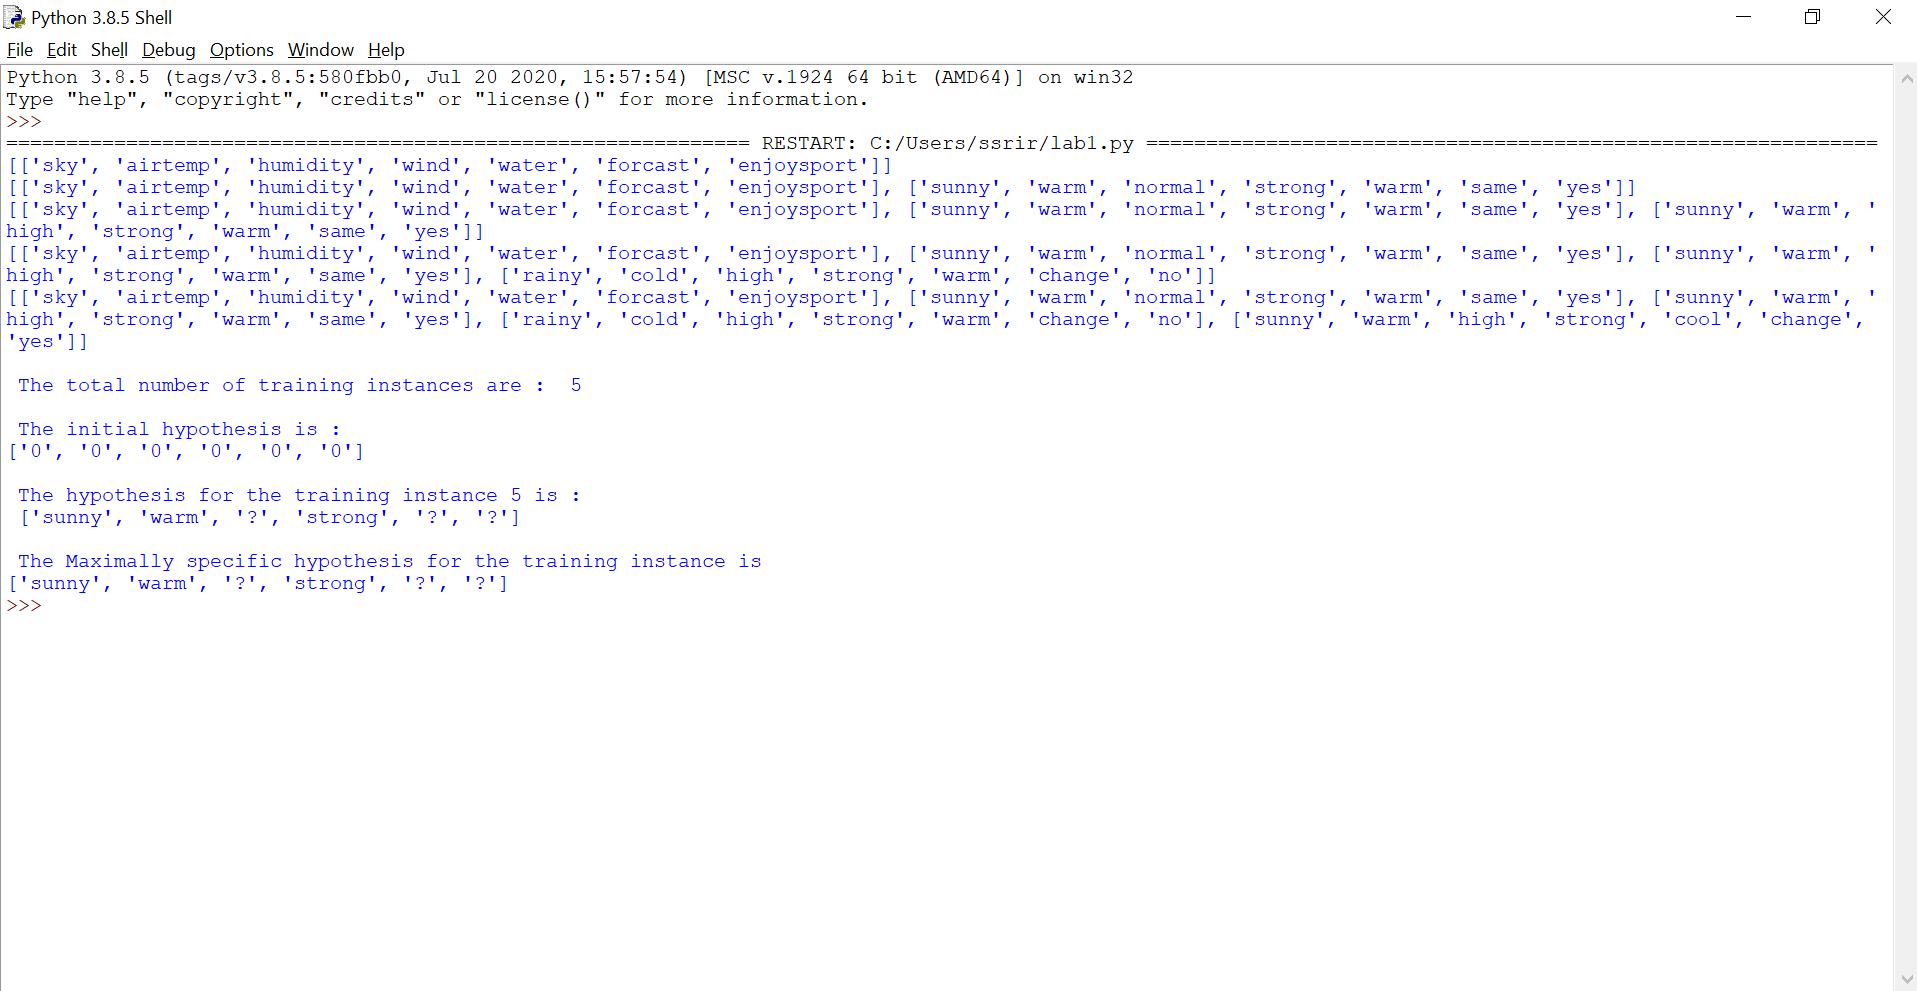 Python 3.8.5 Shell
File Edit Shell Debug Options Window Help
Python 3.8.5 (tags/v3.8.5:580fbb0, Jul 20 2020, 15:57:54) [MSC v.1924 64 bit (AMD64)] on win32
Type "help", "copyright", "credits" or "license()" for more information.
>>>
============================================================== RESTART: C:/Users/ssrir/lab1.py =============================================================
[['sky', 'airtemp', 'humidity', 'wind', 'water', 'forcast', 'enjoysport']]
[['sky', 'airtemp', 'humidity', 'wind', 'water', 'forcast', 'enjoysport'], ['sunny', 'warm', 'normal', 'strong', 'warm', 'same', 'yes']]
[['sky', 'airtemp', 'humidity', 'wind', 'water', 'forcast', 'enjoysport'], ['sunny', 'warm', 'normal', 'strong', 'warm', 'same', 'yes'], ['sunny', 'warm', '
high', 'strong', 'warm', 'same', 'yes']]
[['sky', 'airtemp', 'humidity', 'wind', 'water', 'forcast', 'enjoysport'], ['sunny', 'warm', 'normal', 'strong', 'warm', 'same', 'yes'], ['sunny', 'warm', '
high', 'strong', 'warm', 'same', 'yes'], ['rainy', 'cold', 'high', 'strong', 'warm', 'change', 'no']]
[['sky', 'airtemp', 'humidity', 'wind', 'water', 'forcast', 'enjoysport'], ['sunny', 'warm', 'normal', 'strong', 'warm', 'same', 'yes'], ['sunny', 'warm', '
high', 'strong', 'warm', 'same', 'yes'], ['rainy', 'cold', 'high', 'strong', 'warm', 'change', 'no'], ['sunny', 'warm', 'high', 'strong', 'cool', 'change',
'yes']]
The total number of training instances are :  5
The initial hypothesis is :
['0', '0', '0', '0', '0', '0']
The hypothesis for the training instance 5 is :
['sunny', 'warm', '?', 'strong', '?', '?']
The Maximally specific hypothesis for the training instance is
['sunny', 'warm', '?', 'strong', '?', '?']
>>>